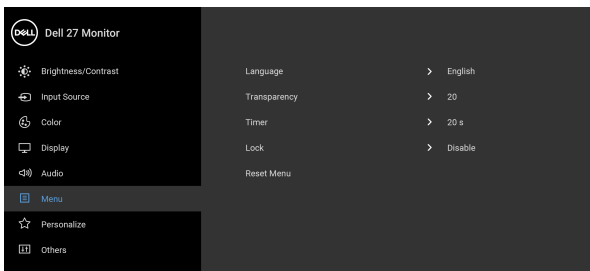 DELL Dell 27 Monitor
Brightness/Contrast
Input Source
Color
Display
Audio
Menu
Personalize
Others
Language > English
Transparency > 20
Timer > 20 s
Lock > Disable
Reset Menu